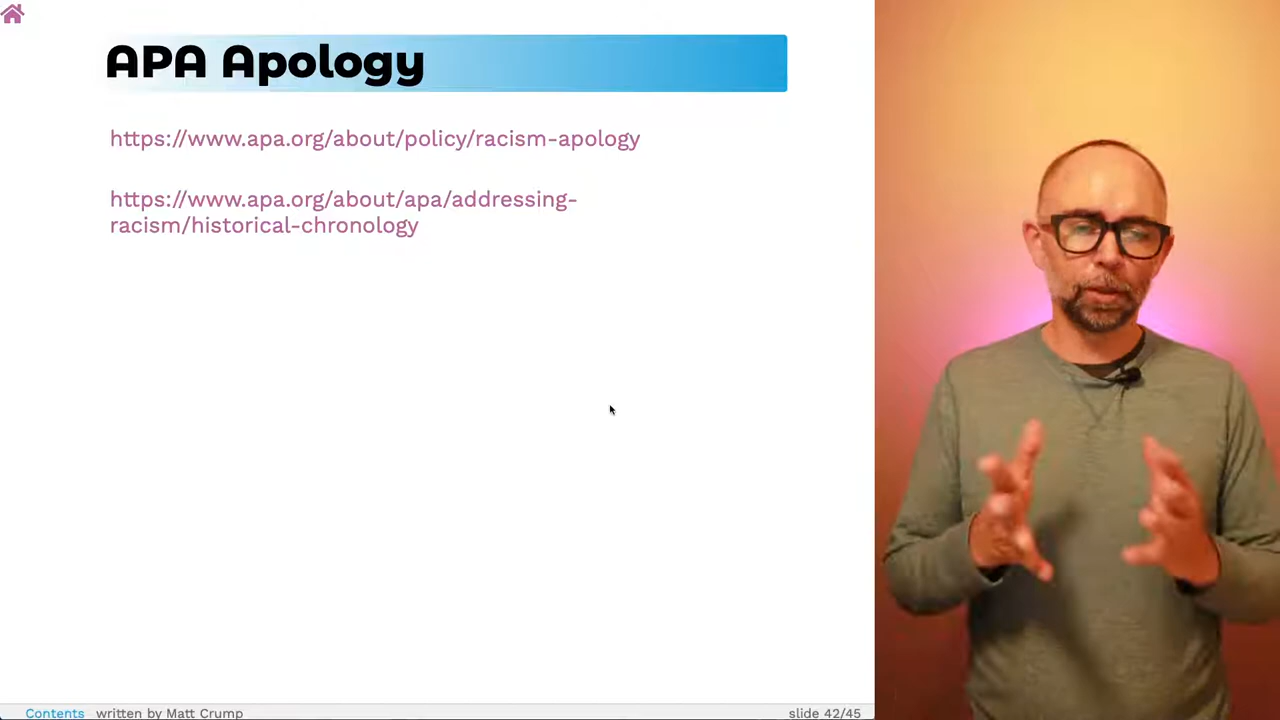 APA Apology
https://www.apa.org/about/policy/racism-apology
https://www.apa.org/about/apa/addressing-
racism/historical-chronology
Contents written by Matt Crump
slide 42/45